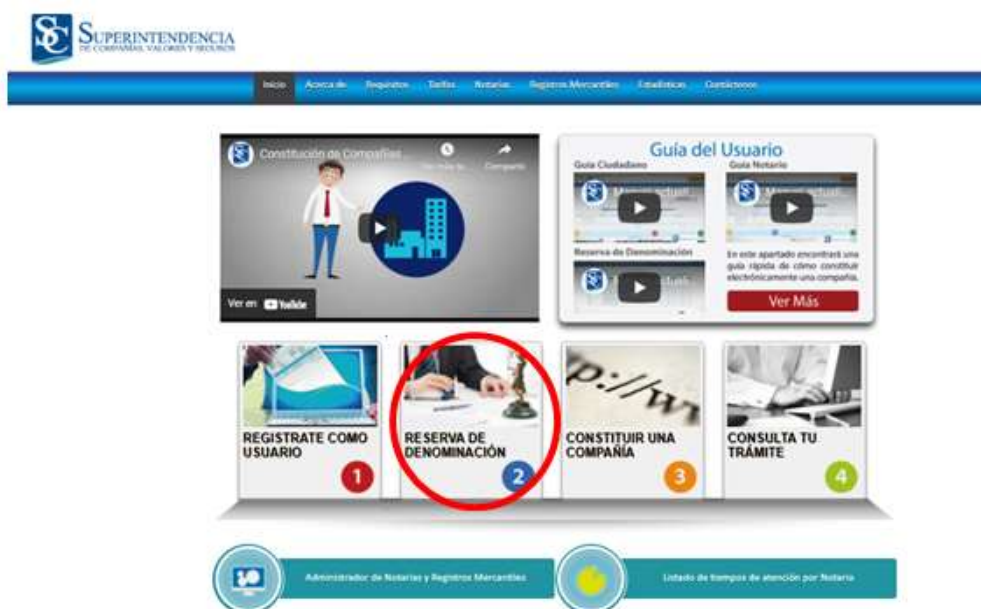 SC SUPERINTENDENCIA
DE COMPAÑÍAS, VALORES Y SEGUROS
Inicio Acerca de Requisitos Tarifas Notarías Registros Mercantiles Estadísticas Contáctenos
Constitución de Compañías
Compartir
Ver en YouTube
Guía del Usuario
Guía Ciudadano Guía Notario
Reserva de Denominación
En este apartado encontrará una
guía rápida de cómo constituir
electrónicamente una compañía.
Ver Más
REGISTRATE COMO
USUARIO
1
RESERVA DE
DENOMINACIÓN
2
p://w
CONSTITUIR UNA
COMPAÑÍA
3
CONSULTA TU
TRÁMITE
4
Administrador de Notarías y Registros Mercantiles
Listado de tiempos de atención por Notaría